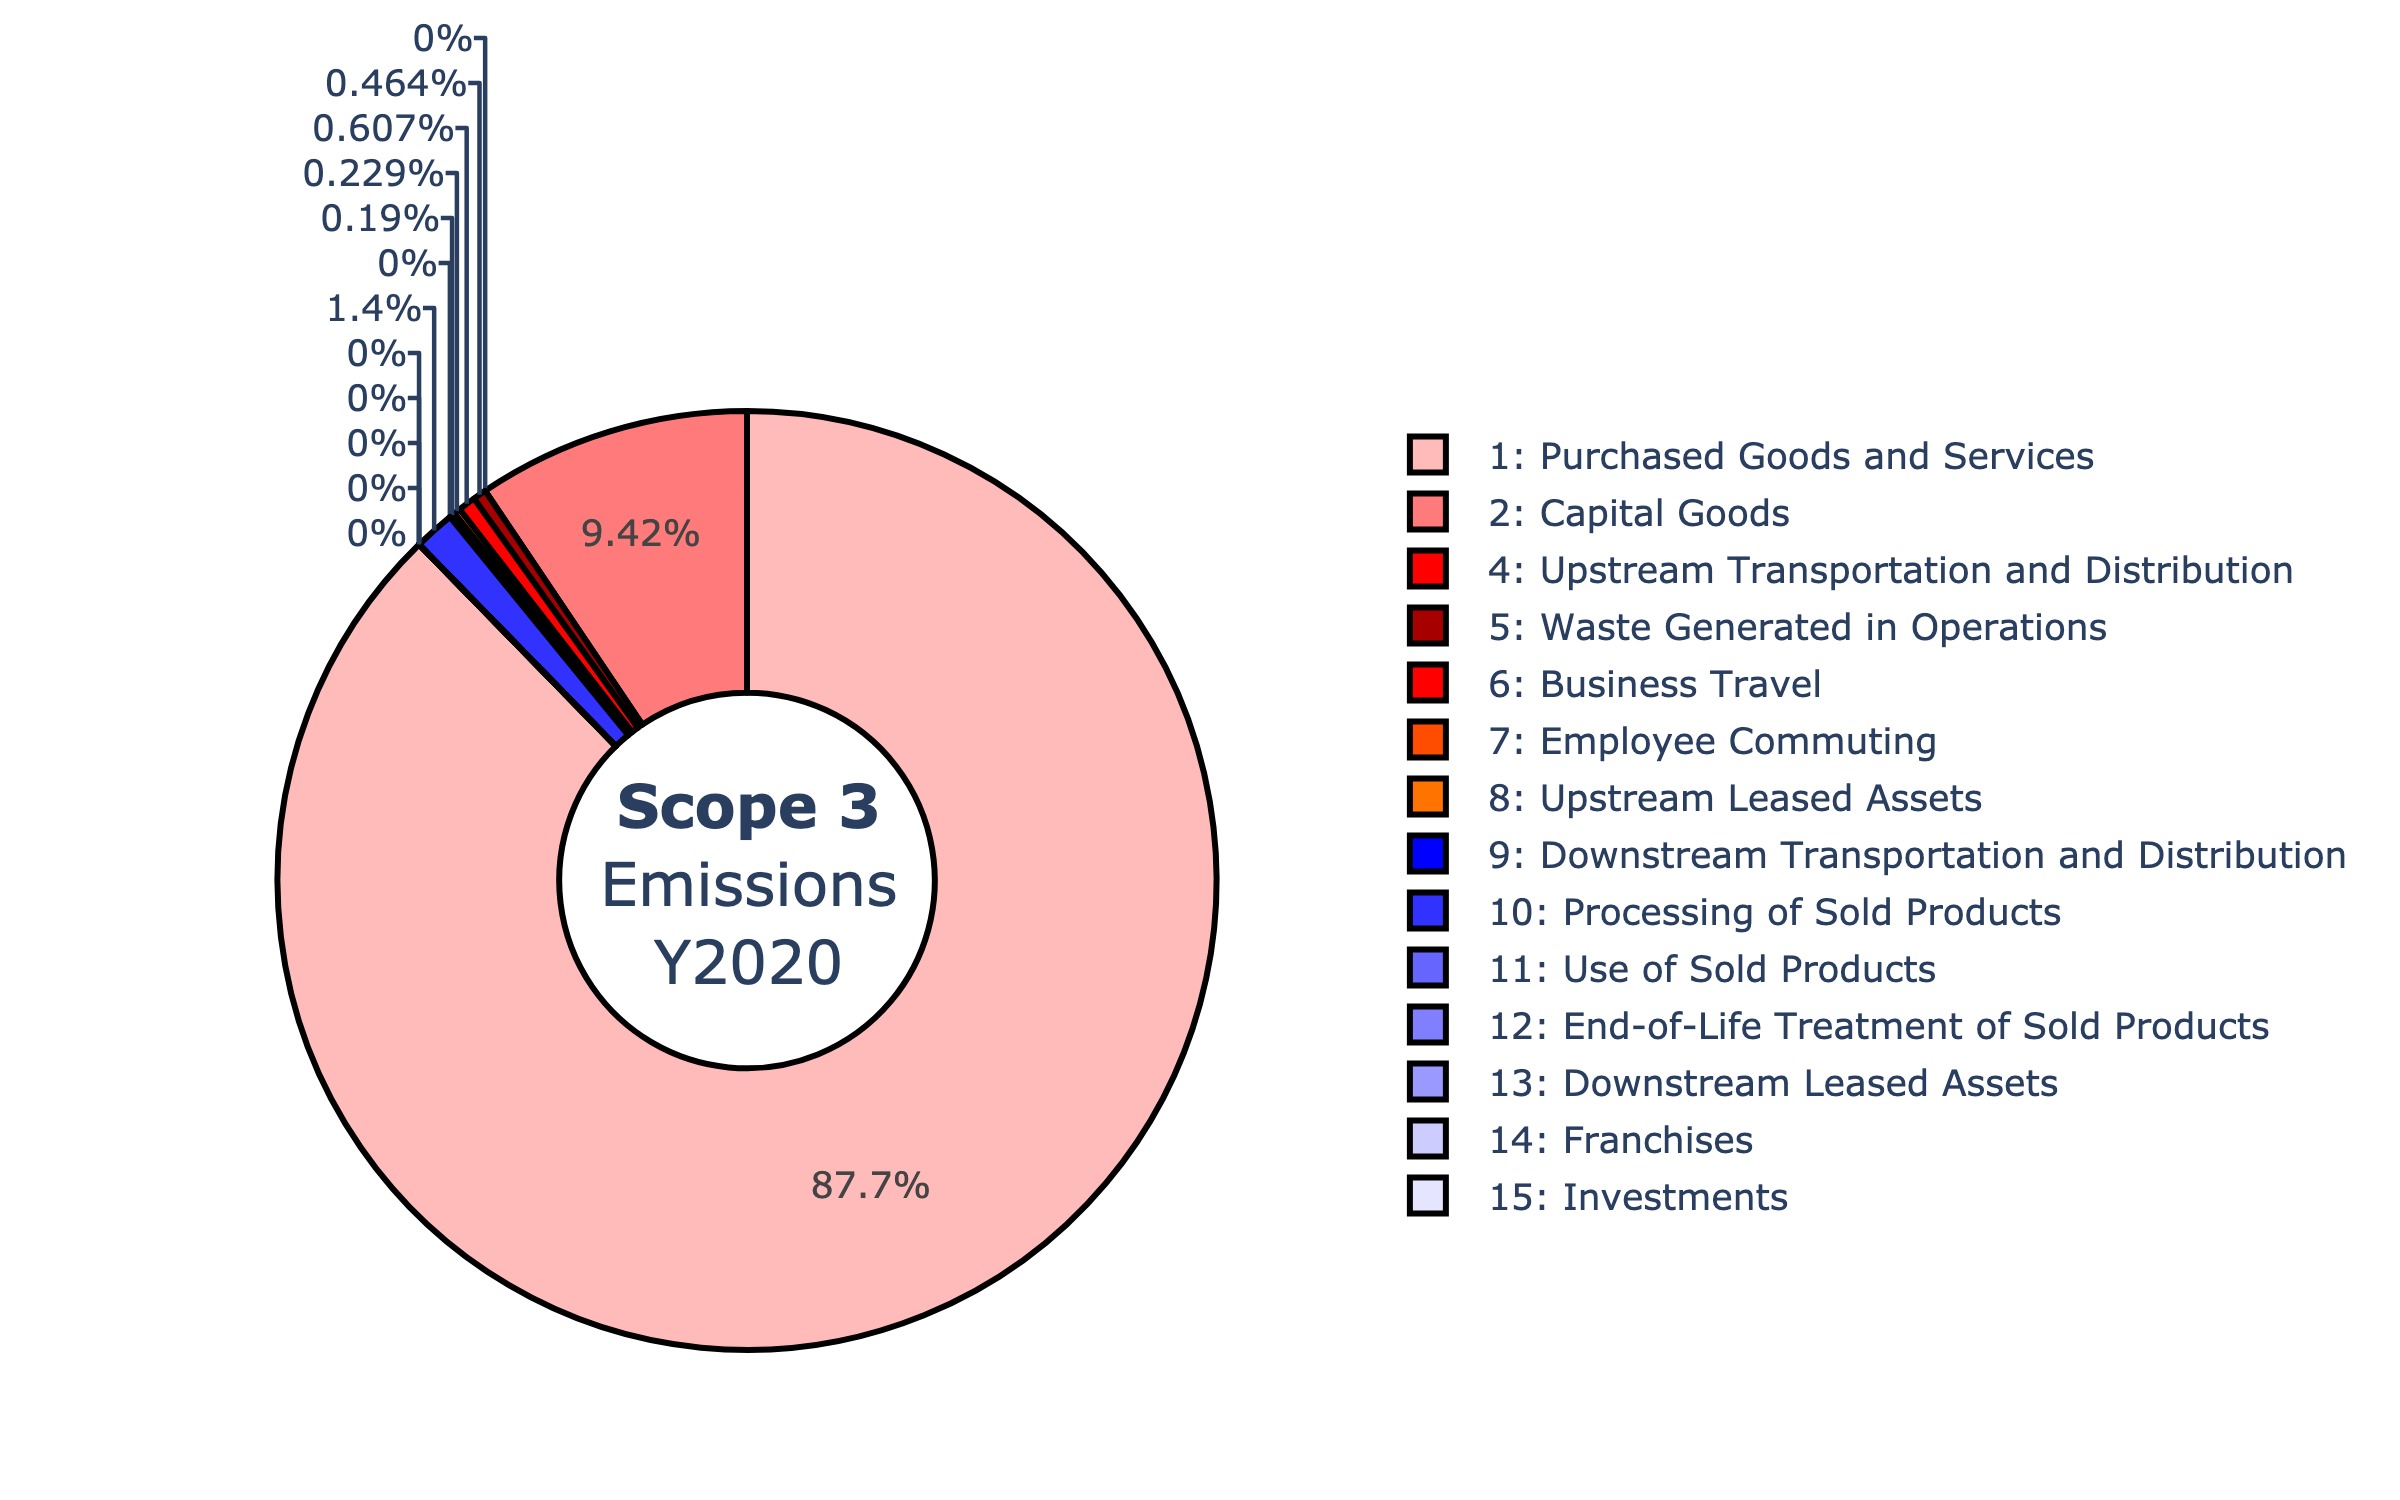 0%
0.464%
0.607%
0.229%
0.19%
0%
1.4%
0%
0%
0%
0%
0%
9.42%
87.7%
Scope 3
Emissions
Y2020
1: Purchased Goods and Services
2: Capital Goods
4: Upstream Transportation and Distribution
5: Waste Generated in Operations
6: Business Travel
7: Employee Commuting
8: Upstream Leased Assets
9: Downstream Transportation and Distribution
10: Processing of Sold Products
11: Use of Sold Products
12: End-of-Life Treatment of Sold Products
13: Downstream Leased Assets
14: Franchises
15: Investments